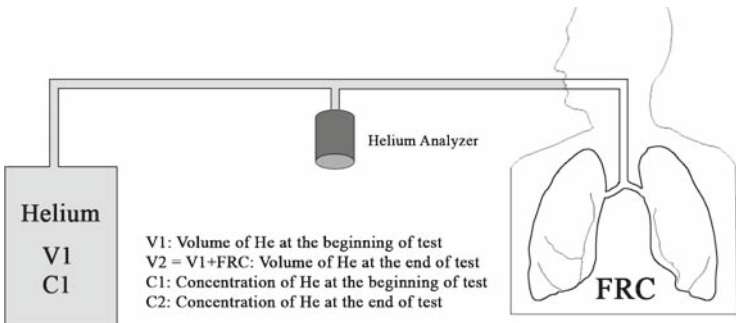 Helium Analyzer
Helium
V1
C1
V1: Volume of He at the beginning of test
V2 = V1+FRC: Volume of He at the end of test
C1: Concentration of He at the beginning of test
C2: Concentration of He at the end of test
FRC